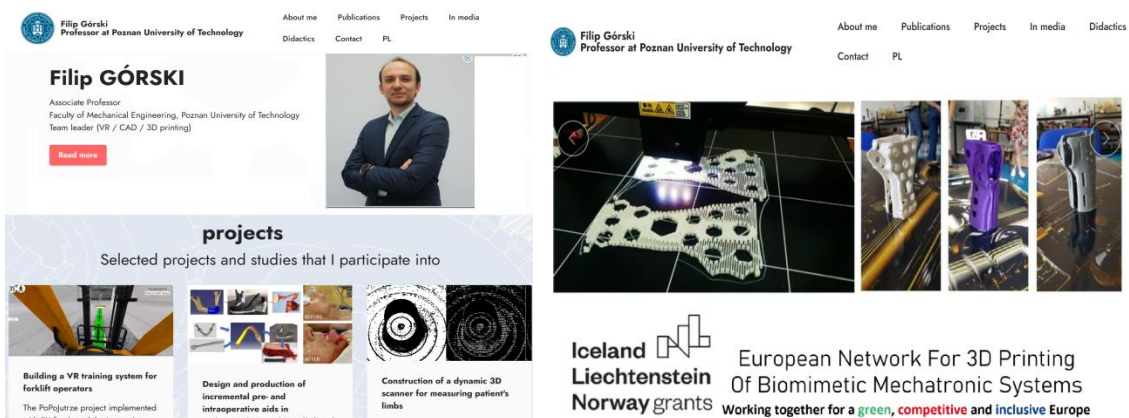 Filip Górski
Professor at Poznan University of Technology
About me Publications Projects In media
Didactics Contact PL
Filip GÓRSKI
Associate Professor
Faculty of Mechanical Engineering, Poznan University of Technology
Team leader (VR / CAD / 3D printing)
Read more
projects
Selected projects and studies that I participate into
BEFORE
AFTER
Building a VR training system for
forklift operators
The PoPoJutrze project implemented
Design and production of
incremental pre- and
intraoperative aids in
Construction of a dynamic 3D
scanner for measuring patient's
limbs
Filip Górski
Professor at Poznan University of Technology
About me Publications Projects In media Didactics
Contact PL
Iceland
Liechtenstein
Norway grants
European Network For 3D Printing
Of Biomimetic Mechatronic Systems
Working together for a green, competitive and inclusive Europe